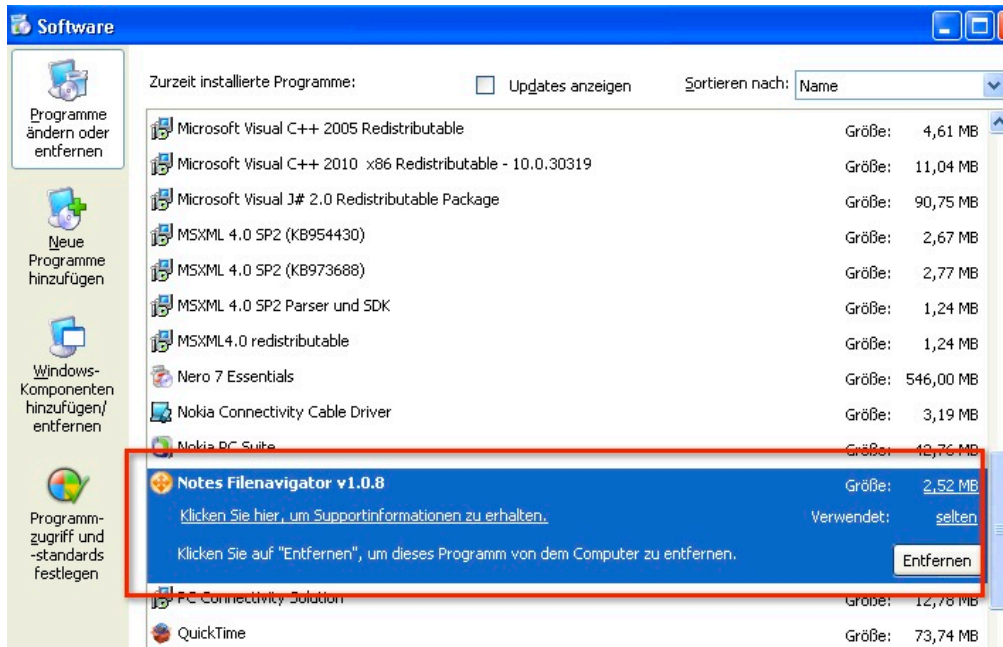 Software
Programme
ändern oder
entfernen
Neue
Programme
hinzufügen
Windows-
Komponenten
hinzufügen/
entfernen
Programm-
zugriff und
-standards
festlegen
Zurzeit installierte Programme: Updates anzeigen Sortieren nach: Name
Microsoft Visual C++ 2005 Redistributable Größe: 4,61 MB
Microsoft Visual C++ 2010 x86 Redistributable - 10.0.30319 Größe: 11,04 MB
Microsoft Visual J# 2.0 Redistributable Package Größe: 90,75 MB
MSXML 4.0 SP2 (KB954430) Größe: 2,67 MB
MSXML 4.0 SP2 (KB973688) Größe: 2,77 MB
MSXML 4.0 SP2 Parser und SDK Größe: 1,24 MB
MSXML4.0 redistributable Größe: 1,24 MB
Nero 7 Essentials Größe: 546,00 MB
Nokia Connectivity Cable Driver Größe: 3,19 MB
Nokia PC Suite Größe: 42,76 MB
Notes Filenavigator v1.0.8 Größe: 2,52 MB
Klicken Sie hier, um Supportinformationen zu erhalten. Verwendet: selten
Klicken Sie auf "Entfernen", um dieses Programm von dem Computer zu entfernen. Entfernen
PC Connectivity Solution Größe: 12,78 MB
QuickTime Größe: 73,74 MB